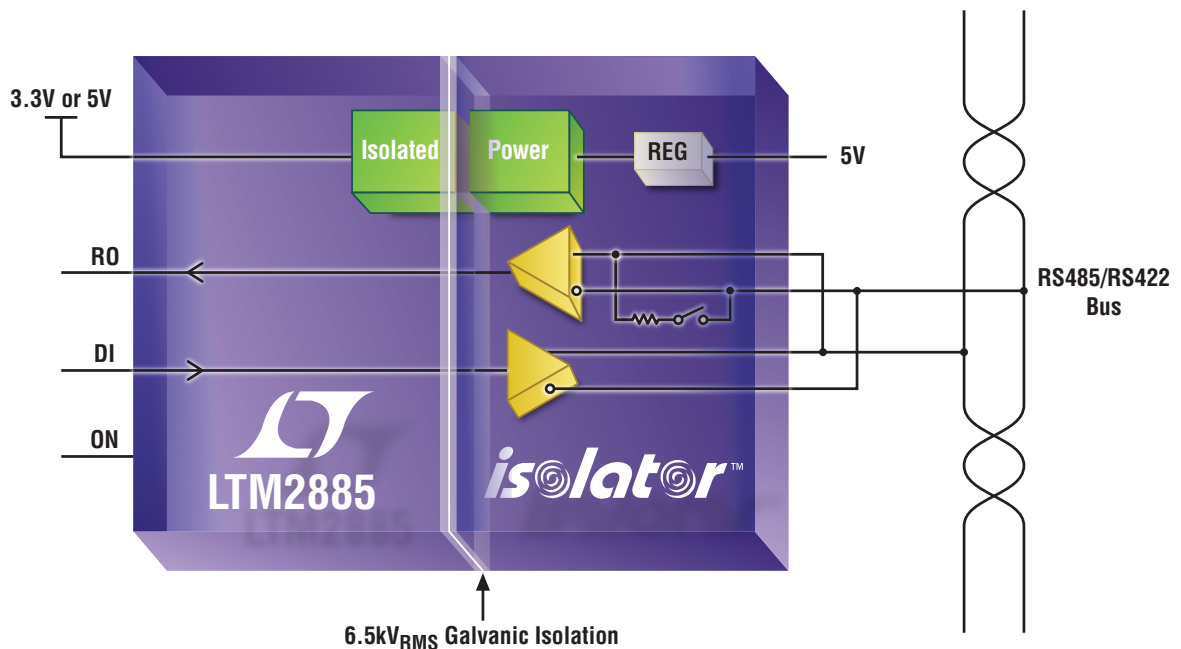 3.3V or 5V
Isolated Power
REG
5V
RO
RS485/RS422
Bus
DI
ON
LTM2885
isolator™
6.5kVRMS Galvanic Isolation